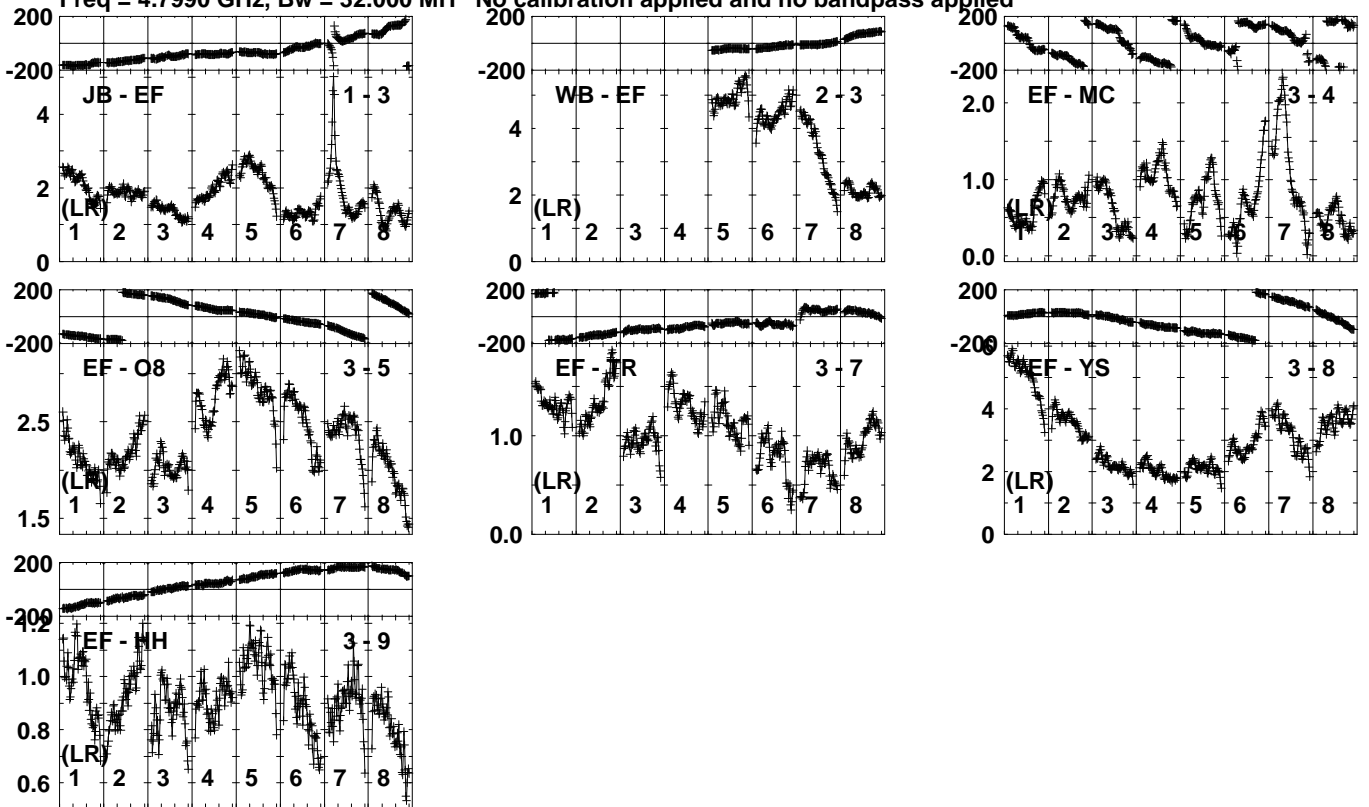 Freq = 4.7990 GHz, Bw = 32.000 MH No calibration applied and no bandpass applied
200
-200
JB - EF 1 - 3
4
2
(LR)
1 2 3 4 5 6 7 8
0
200
-200
WB - EF 2 - 3
4
2
(LR)
1 2 3 4 5 6 7 8
0
200
-200
EF - MC 3 - 4
2.0
1.0
(LR)
1 2 3 4 5 6 7 8
0.0
200
-200
EF - O8 3 - 5
2.5
(LR)
1 2 3 4 5 6 7 8
1.5
200
-200
EF - TR 3 - 7
1.0
(LR)
1 2 3 4 5 6 7 8
0.0
200
-200
6
EF - YS 3 - 8
4
2
(LR)
1 2 3 4 5 6 7 8
0
200
-200
1.2
EF - HH 3 - 9
1.0
0.8
(LR)
1 2 3 4 5 6 7 8
0.6